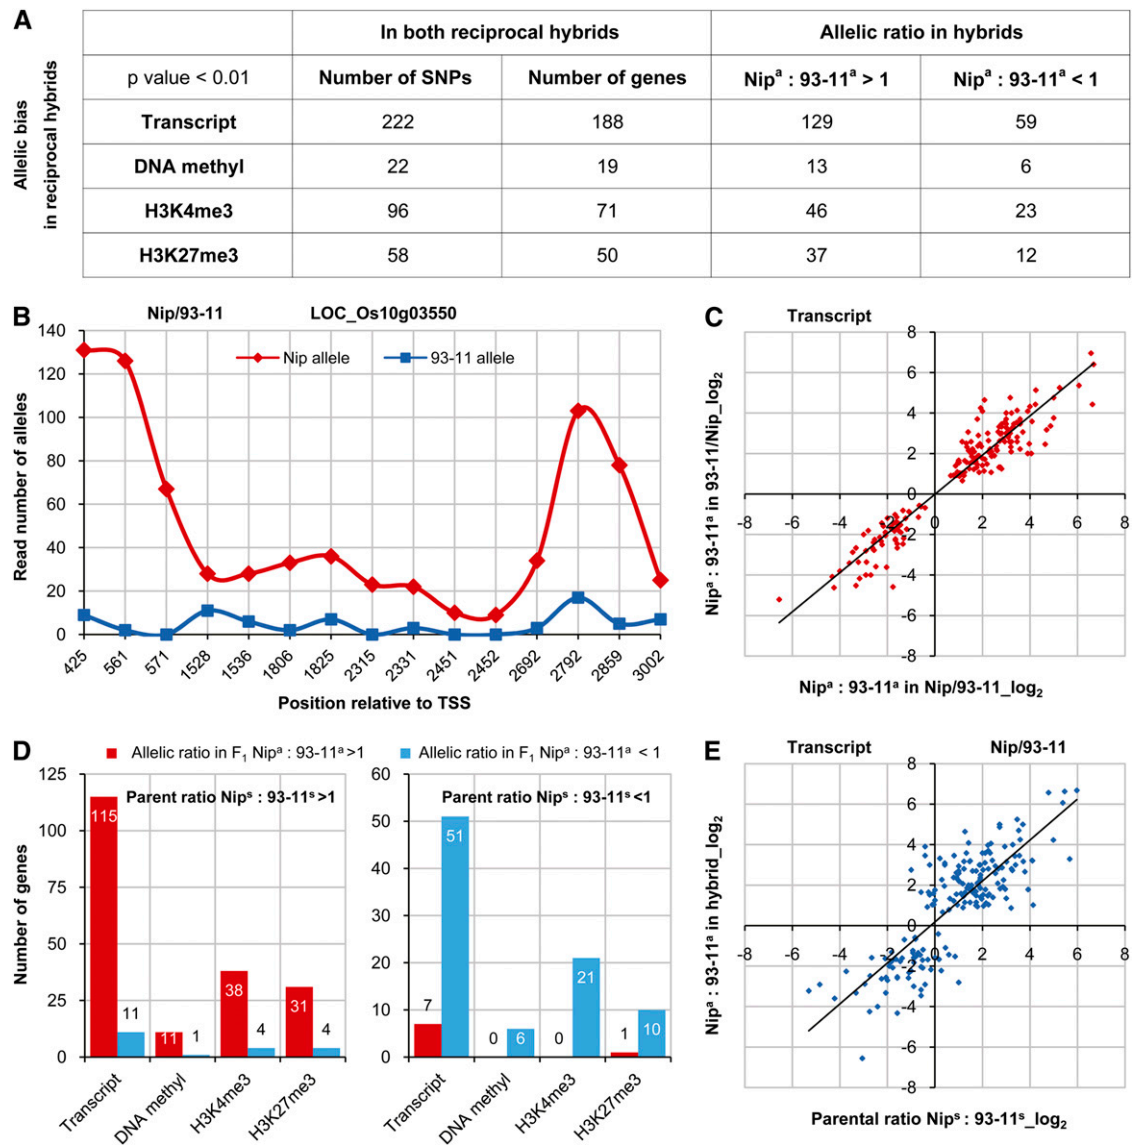 A
Allelic bias
in reciprocal hybrids
In both reciprocal hybrids Allelic ratio in hybrids
p value < 0.01 Number of SNPs Number of genes Nipᵃ : 93-11ᵃ > 1 Nipᵃ : 93-11ᵃ < 1
Transcript 222 188 129 59
DNA methyl 22 19 13 6
H3K4me3 96 71 46 23
H3K27me3 58 50 37 12
B Nip/93-11 LOC_Os10g03550
Nip allele 93-11 allele
Read number of alleles
140
120
100
80
60
40
20
0
425 561 571 1528 1536 1806 1825 2315 2331 2451 2452 2692 2792 2859 3002
Position relative to TSS
C Transcript
Nipᵃ : 93-11ᵃ in 93-11/Nip_log₂
8
6
4
2
0
-2
-4
-6
-8
-8 -6 -4 -2 0 2 4 6 8
Nipᵃ : 93-11ᵃ in Nip/93-11_log₂
D Allelic ratio in F₁ Nipᵃ : 93-11ᵃ >1 Allelic ratio in F₁ Nipᵃ : 93-11ᵃ < 1
Number of genes
Parent ratio Nipˢ : 93-11ˢ >1
125
100
75
50
25
0
115 11 11 1 38 4 31 4
Transcript DNA methyl H3K4me3 H3K27me3
Parent ratio Nipˢ : 93-11ˢ <1
60
50
40
30
20
10
0
7 51 0 6 0 21 1 10
Transcript DNA methyl H3K4me3 H3K27me3
E Transcript Nip/93-11
Nipᵃ : 93-11ᵃ in hybrid_log₂
8
6
4
2
0
-2
-4
-6
-8
-8 -6 -4 -2 0 2 4 6 8
Parental ratio Nipˢ : 93-11ˢ_log₂